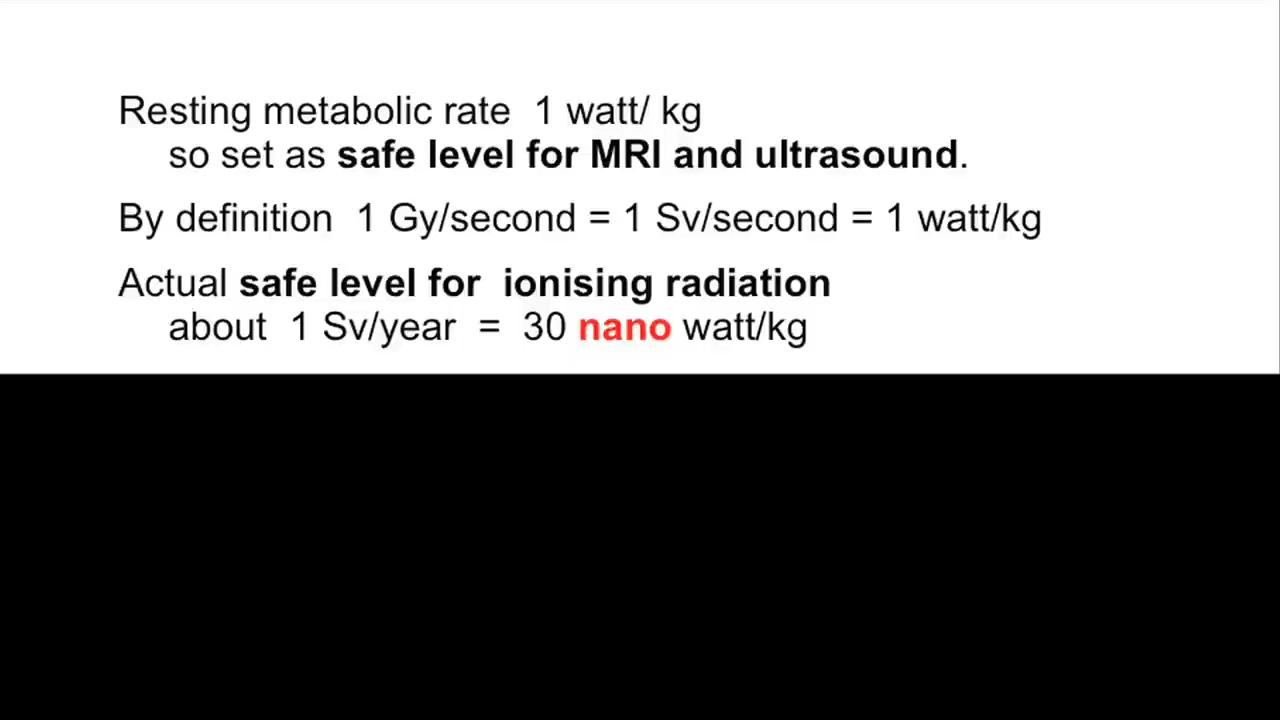 Resting metabolic rate 1 watt/ kg
so set as safe level for MRI and ultrasound.
By definition 1 Gy/second = 1 Sv/second = 1 watt/kg
Actual safe level for ionising radiation
about 1 Sv/year = 30 nano watt/kg